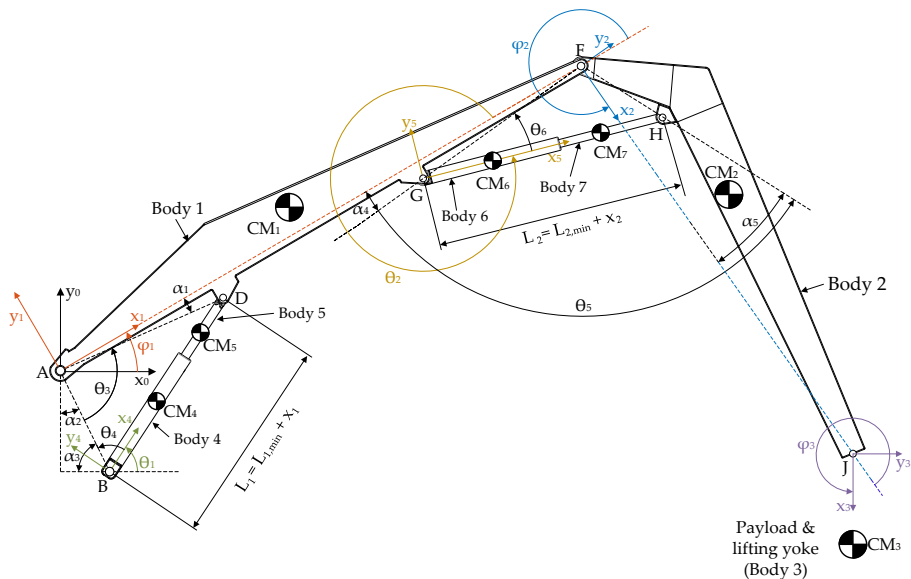 φ₂
y₂
F
x₂
H
y₅
θ₆
CM₇
x₅
CM₆
Body 7
G
Body 6
CM₂
Body 1
CM₁
α₄
L₂= L₂,min + x₂
α₅
θ₂
Body 2
θ₅
y₀
y₁
α₁
D
x₁
Body 5
φ₁
CM₅
A
x₀
θ₃
CM₄
α₂
x₄
θ₄
Body 4
y₄
α₃
θ₁
B
L₁ = L₁,min + x₁
φ₃
J
y₃
x₃
Payload &
lifting yoke
(Body 3)
CM₃